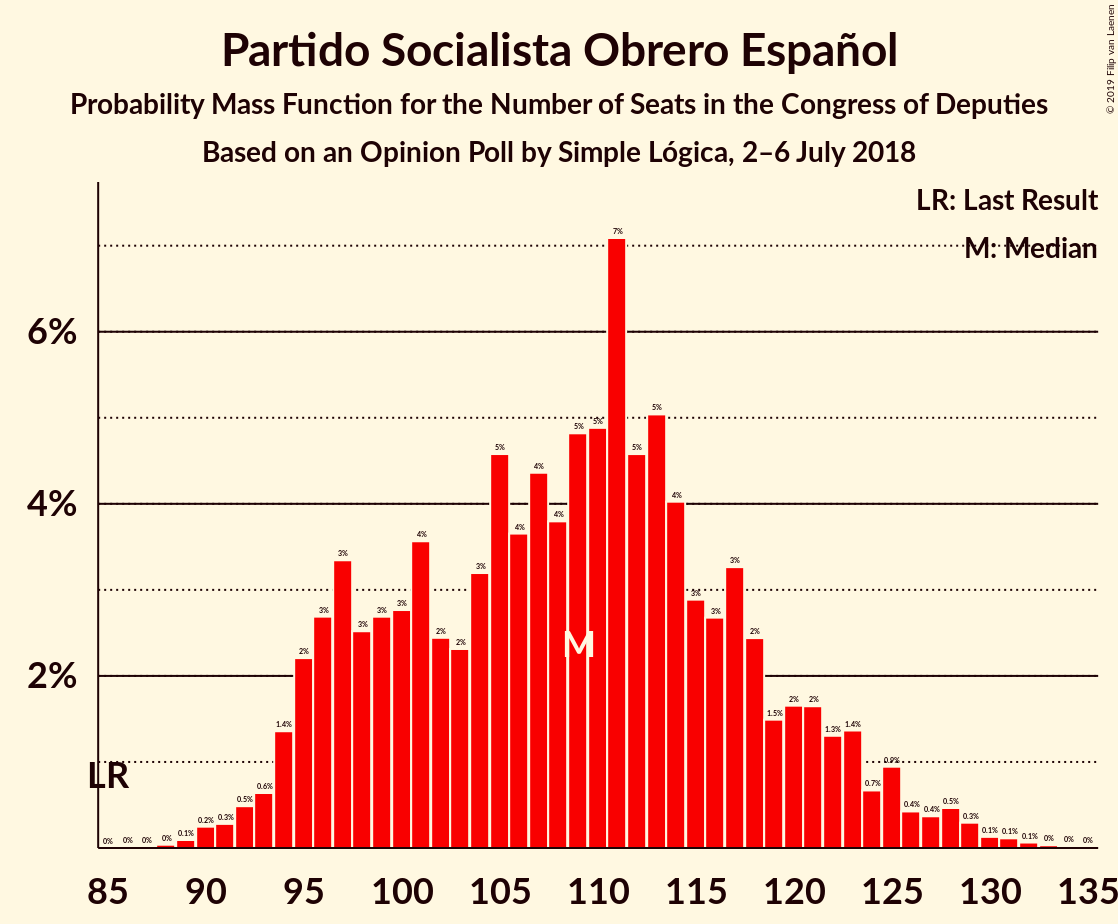 Partido Socialista Obrero Español
Probability Mass Function for the Number of Seats in the Congress of Deputies
Based on an Opinion Poll by Simple Lógica, 2–6 July 2018
© 2019 Filip van Laenen
LR: Last Result
M: Median
6%
4%
2%
LR
M
0% 0% 0% 0% 0.1% 0.2% 0.3% 0.5% 0.6% 1.4% 2% 3% 3% 3% 3% 3% 4% 2% 2% 3% 5% 4% 4% 4% 5% 5% 7% 5% 5% 4% 3% 3% 3% 2% 1.5% 2% 2% 1.3% 1.4% 0.7% 0.9% 0.4% 0.4% 0.5% 0.3% 0.1% 0.1% 0.1% 0% 0% 0%
85 90 95 100 105 110 115 120 125 130 135